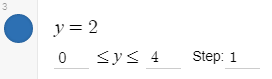 3
y = 2
0 ≤ y ≤ 4 Step: 1